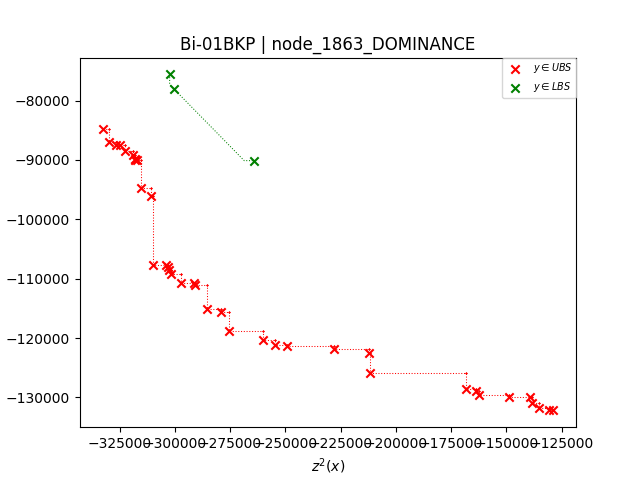 Bi-01BKP | node_1863_DOMINANCE
y ∈ UBS
y ∈ LBS
−80000
−90000
−100000
−110000
−120000
−130000
−325000 −300000 −275000 −250000 −225000 −200000 −175000 −150000 −125000
z²(x)